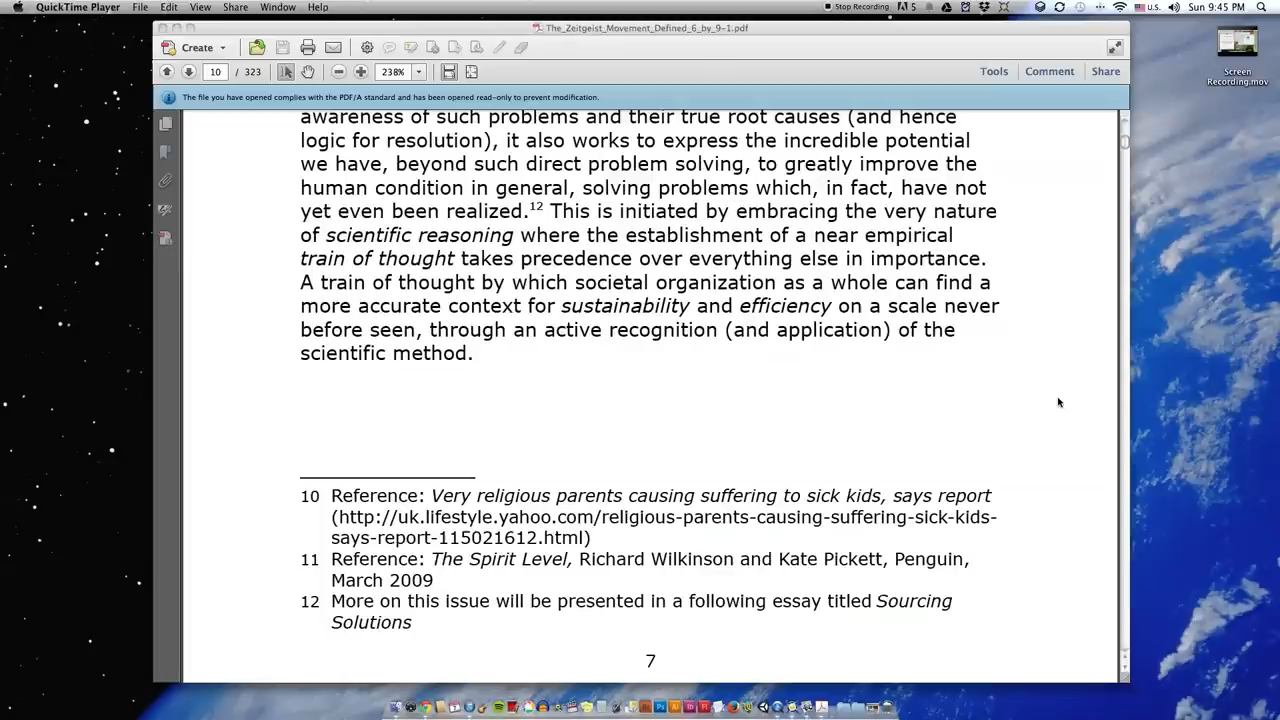 QuickTime Player File Edit View Share Window Help
Stop Recording 5 U.S. Sun 9:45 PM
The_Zeitgeist_Movement_Defined_6_by_9-1.pdf
Create
10 / 323 238% Tools Comment Share
The file you have opened complies with the PDF/A standard and has been opened read-only to prevent modification.
Screen
Recording.mov
awareness of such problems and their true root causes (and hence
logic for resolution), it also works to express the incredible potential
we have, beyond such direct problem solving, to greatly improve the
human condition in general, solving problems which, in fact, have not
yet even been realized.12 This is initiated by embracing the very nature
of scientific reasoning where the establishment of a near empirical
train of thought takes precedence over everything else in importance.
A train of thought by which societal organization as a whole can find a
more accurate context for sustainability and efficiency on a scale never
before seen, through an active recognition (and application) of the
scientific method.
10 Reference: Very religious parents causing suffering to sick kids, says report
(http://uk.lifestyle.yahoo.com/religious-parents-causing-suffering-sick-kids-
says-report-115021612.html)
11 Reference: The Spirit Level, Richard Wilkinson and Kate Pickett, Penguin,
March 2009
12 More on this issue will be presented in a following essay titled Sourcing
Solutions
7